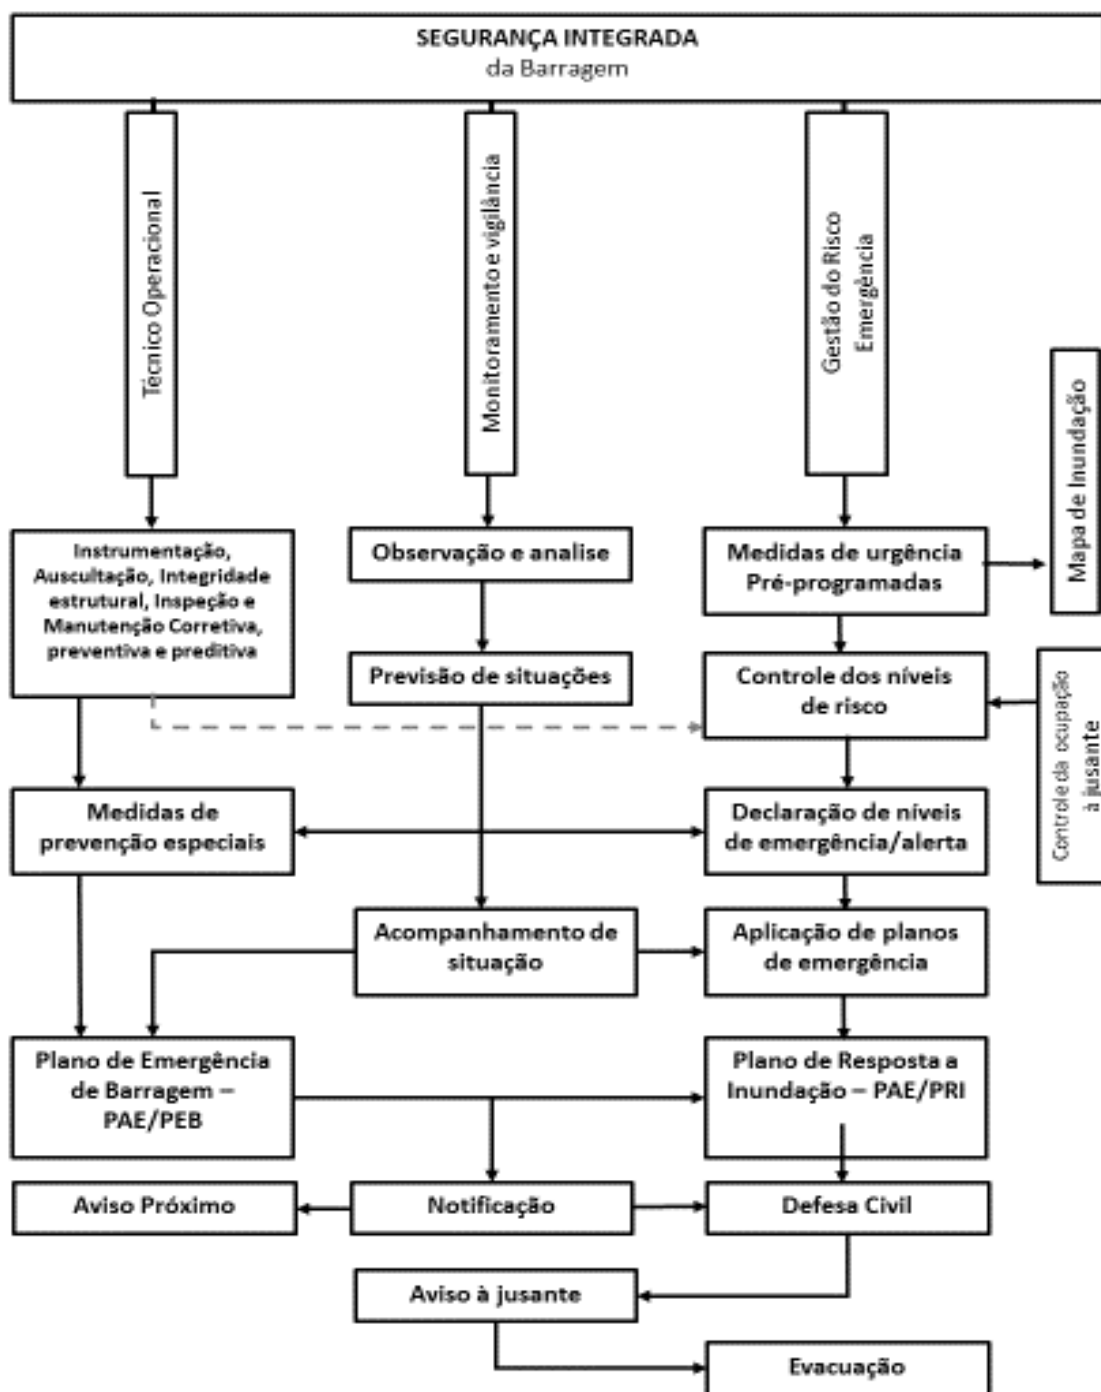 SEGURANÇA INTEGRADA
da Barragem
Técnico Operacional
Monitoramento e vigilância
Gestão do Risco
Emergência
Mapa de Inundação
Instrumentação,
Auscultação, Integridade
estrutural, Inspeção e
Manutenção Corretiva,
preventiva e preditiva
Observação e analise
Medidas de urgência
Pré-programadas
Previsão de situações
Controle dos níveis
de risco
Controle da ocupação
à jusante
Medidas de
prevenção especiais
Declaração de níveis
de emergência/alerta
Acompanhamento de
situação
Aplicação de planos
de emergência
Plano de Emergência
de Barragem –
PAE/PEB
Plano de Resposta a
Inundação – PAE/PRI
Aviso Próximo
Notificação
Defesa Civil
Aviso à jusante
Evacuação